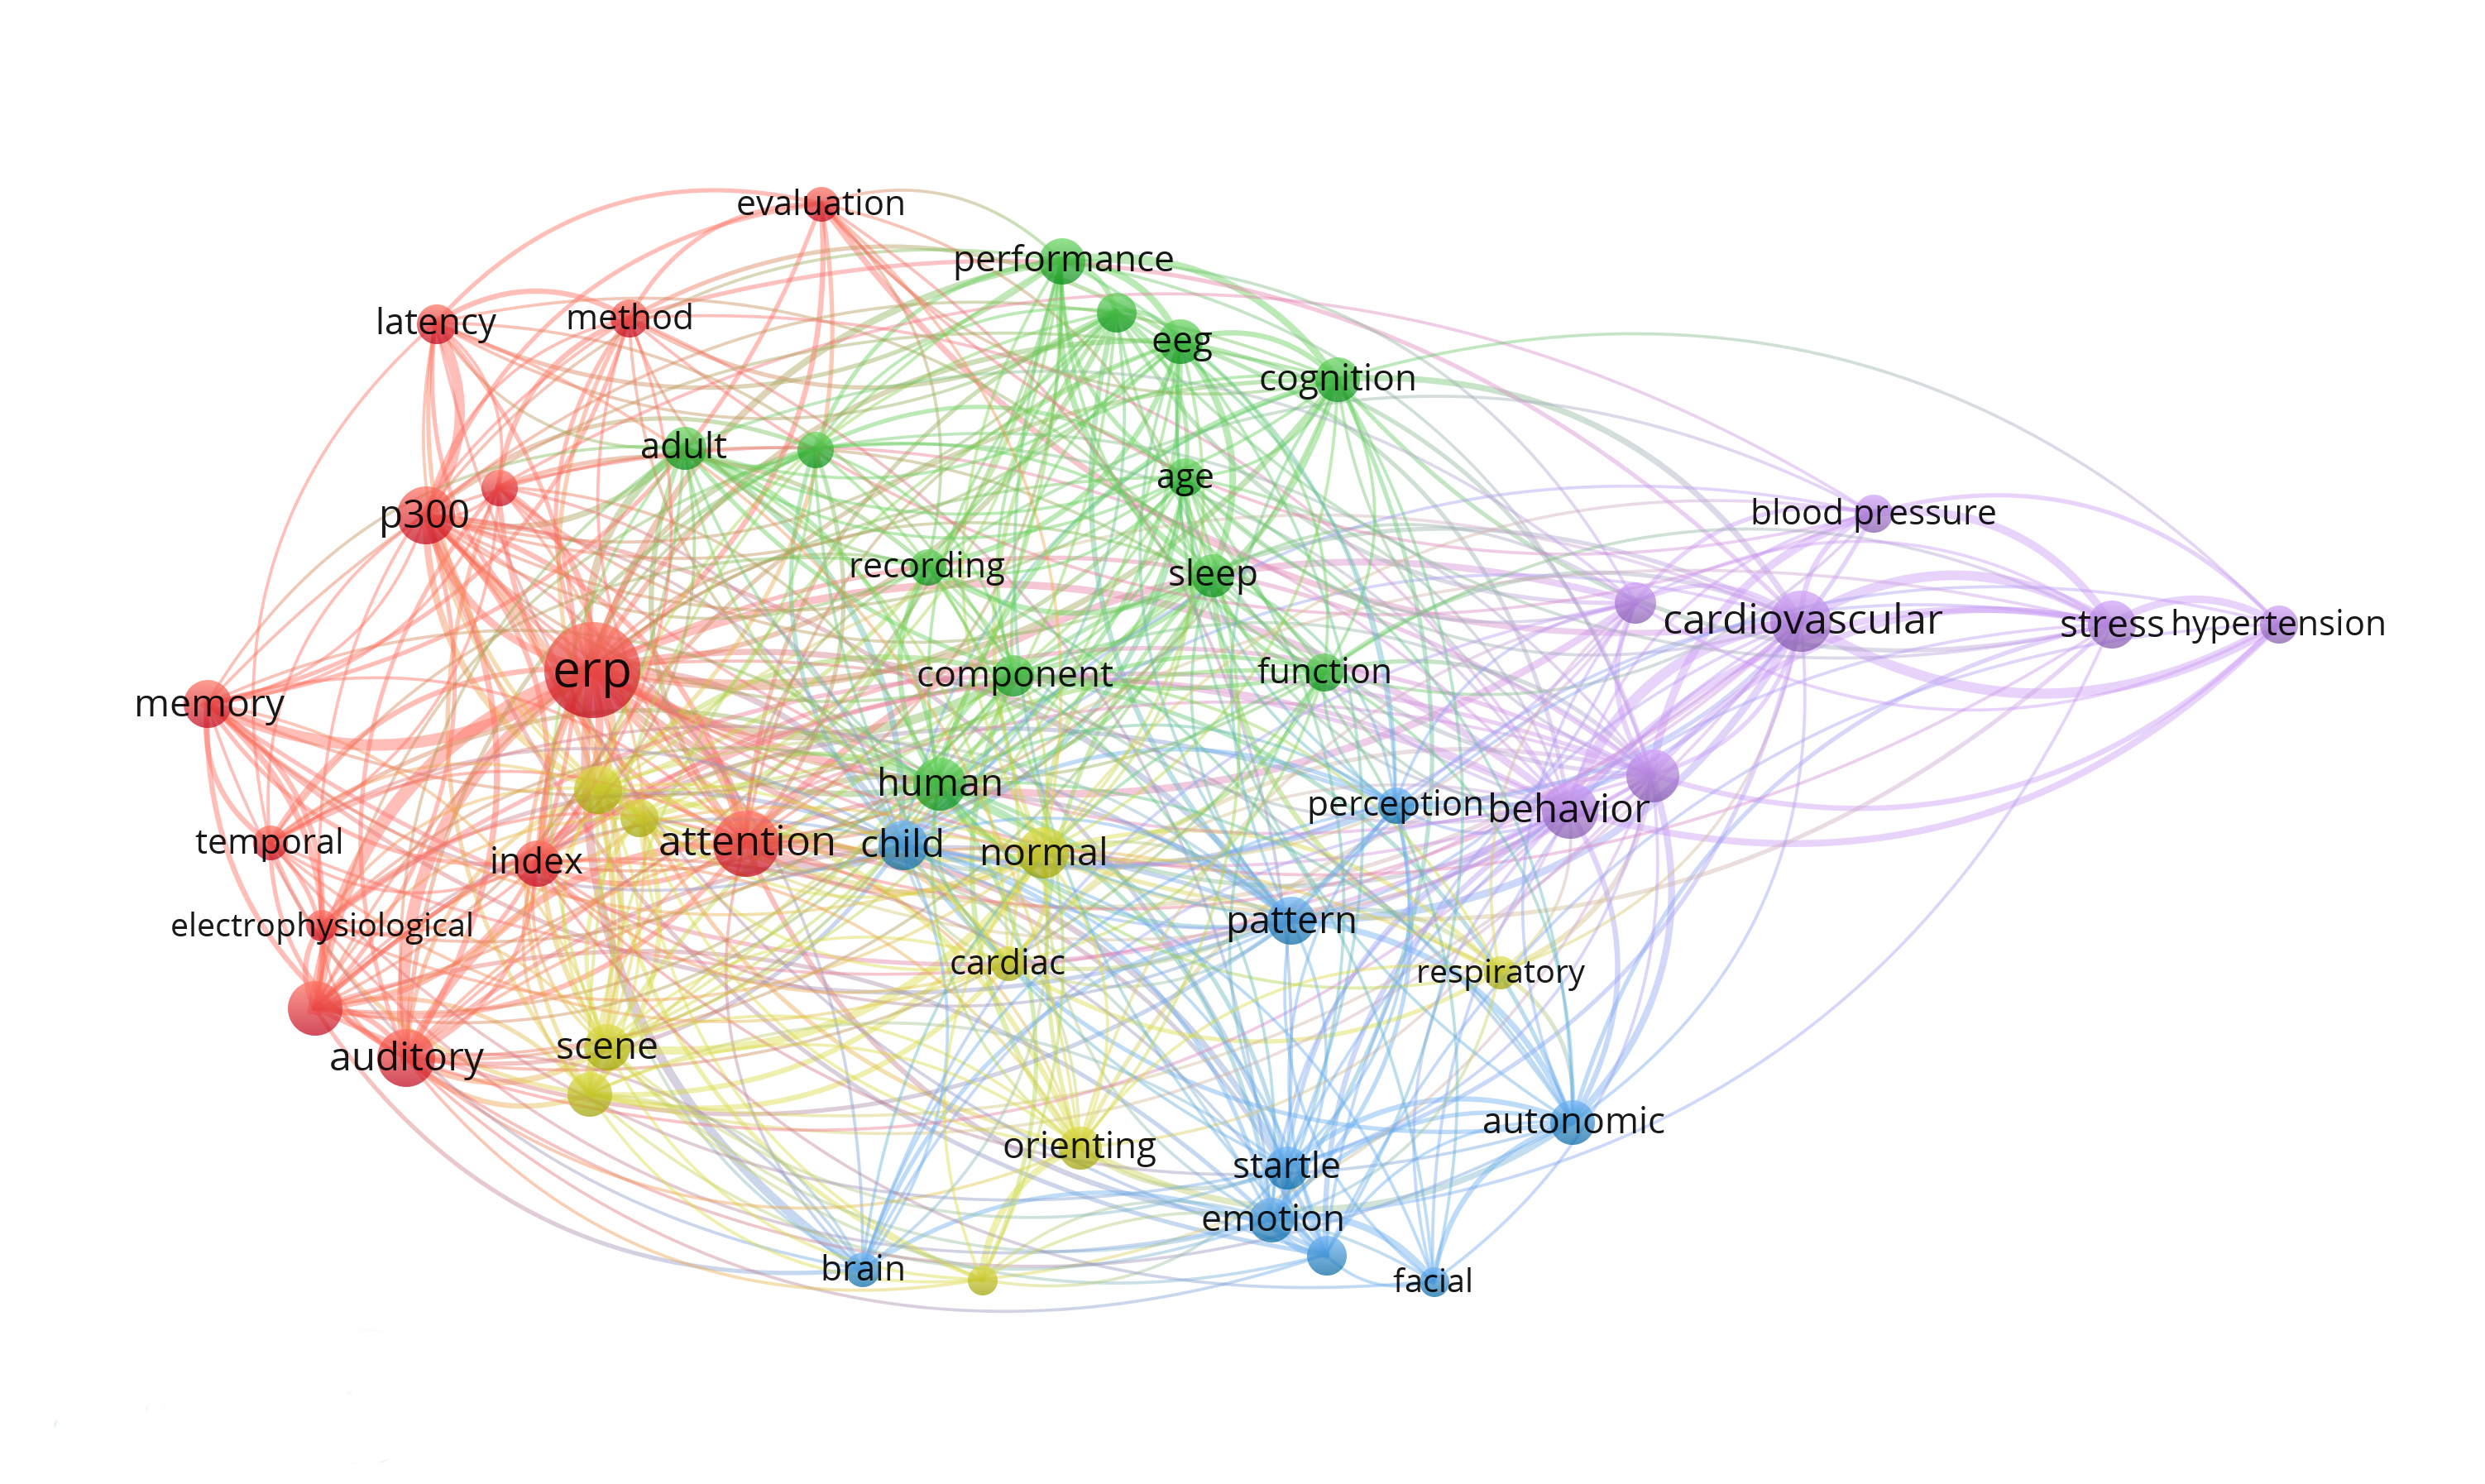 evaluation
performance
latency
method
eeg
cognition
adult
age
p300
blood pressure
recording
sleep
cardiovascular
stress
hypertension
erp
component
function
memory
human
perception
behavior
temporal
index
attention
child
normal
electrophysiological
pattern
cardiac
respiratory
auditory
scene
orienting
autonomic
startle
emotion
brain
facial